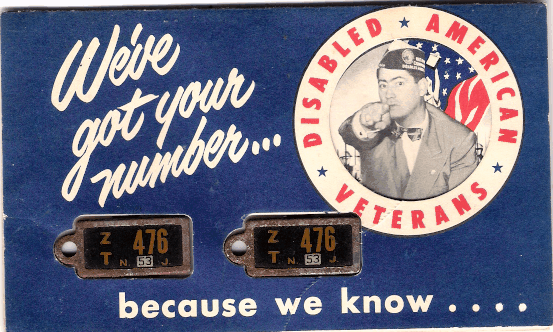 We've
got your
number...
DISABLED AMERICAN
VETERANS
Z 476
T N. 53 J.
Z 476
T N. 53 J.
because we know ....